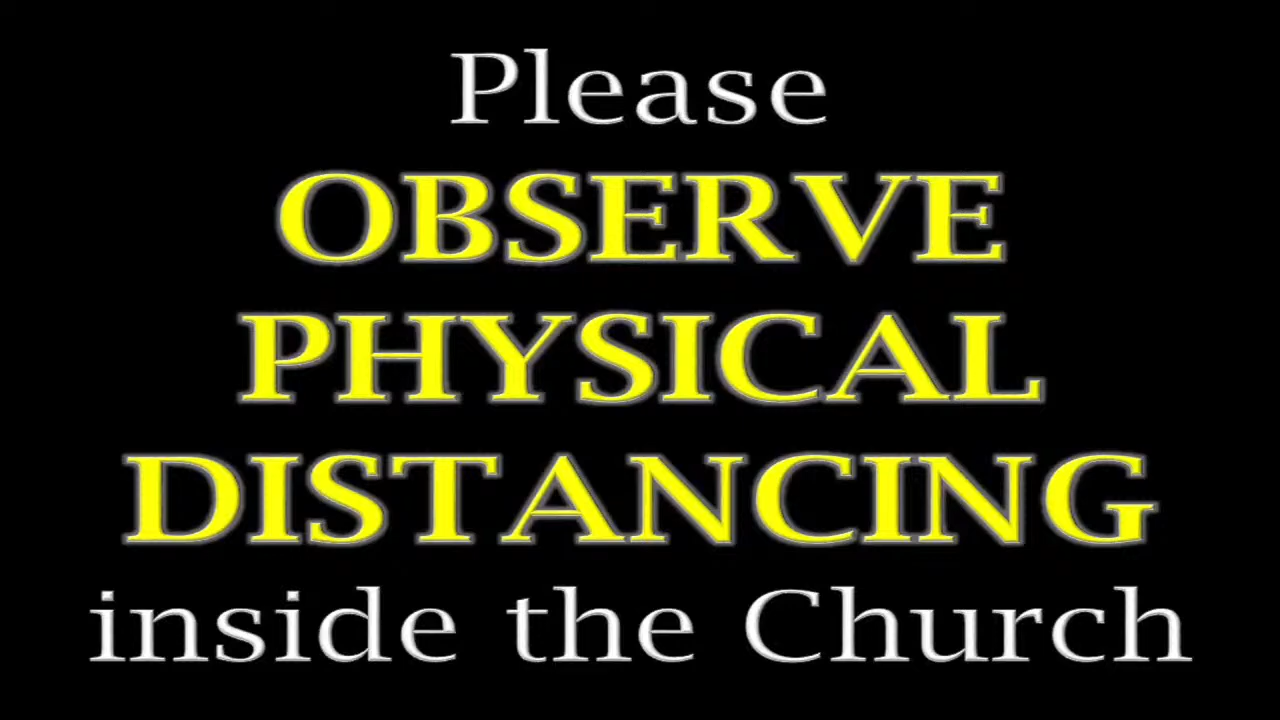 Please
OBSERVE
PHYSICAL
DISTANCING
inside the Church